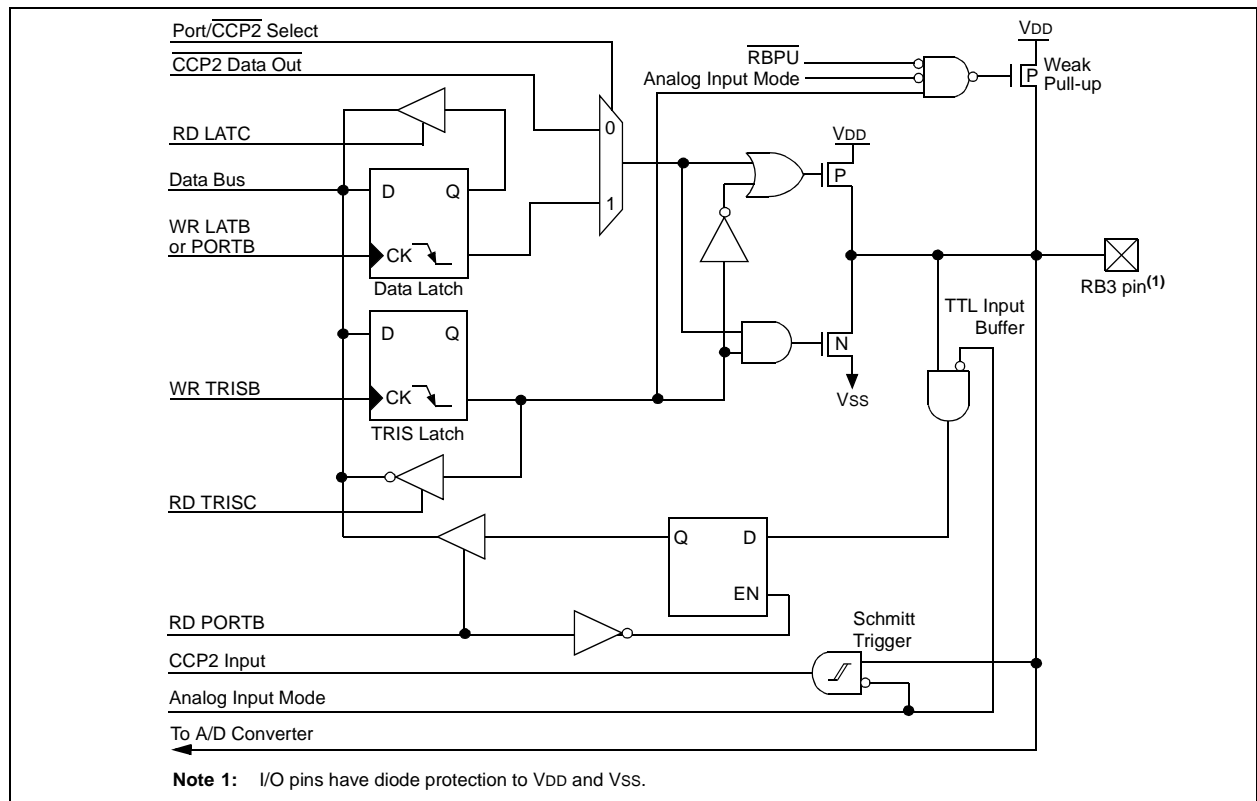 Port/CCP2 Select
CCP2 Data Out
RD LATC
Data Bus
WR LATB
or PORTB
WR TRISB
RD TRISC
RD PORTB
CCP2 Input
Analog Input Mode
To A/D Converter
D Q
CK
Data Latch
D Q
CK
TRIS Latch
0
1
RBPU
Analog Input Mode
VDD
P
Weak
Pull-up
VDD
P
N
VSS
RB3 pin(1)
TTL Input
Buffer
Q D
EN
Schmitt
Trigger
Note 1: I/O pins have diode protection to VDD and VSS.